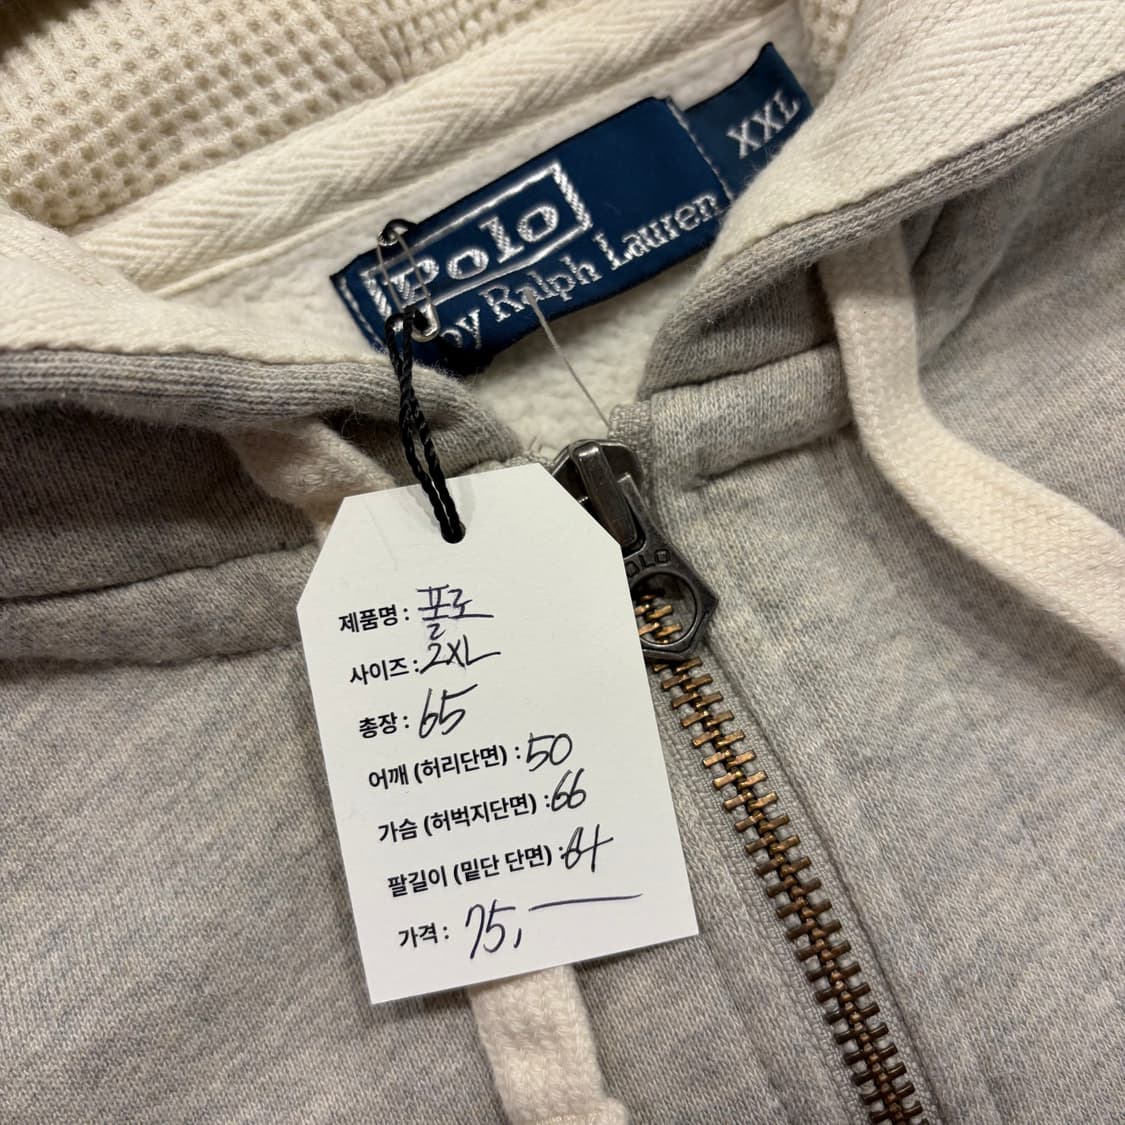 Polo
by Ralph Lauren
XXL
POLO
제품명 : 폴로
사이즈 : 2XL
총장 : 65
어깨 (허리단면) : 50
가슴 (허벅지단면) : 66
팔길이 (밑단 단면) : 64
가격 : 75,—